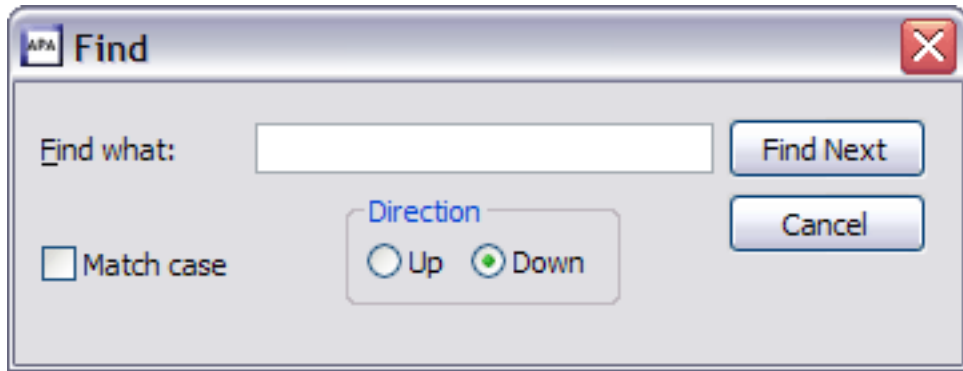 APA Find
Find what:
Find Next
Direction
Cancel
Match case
Up
Down